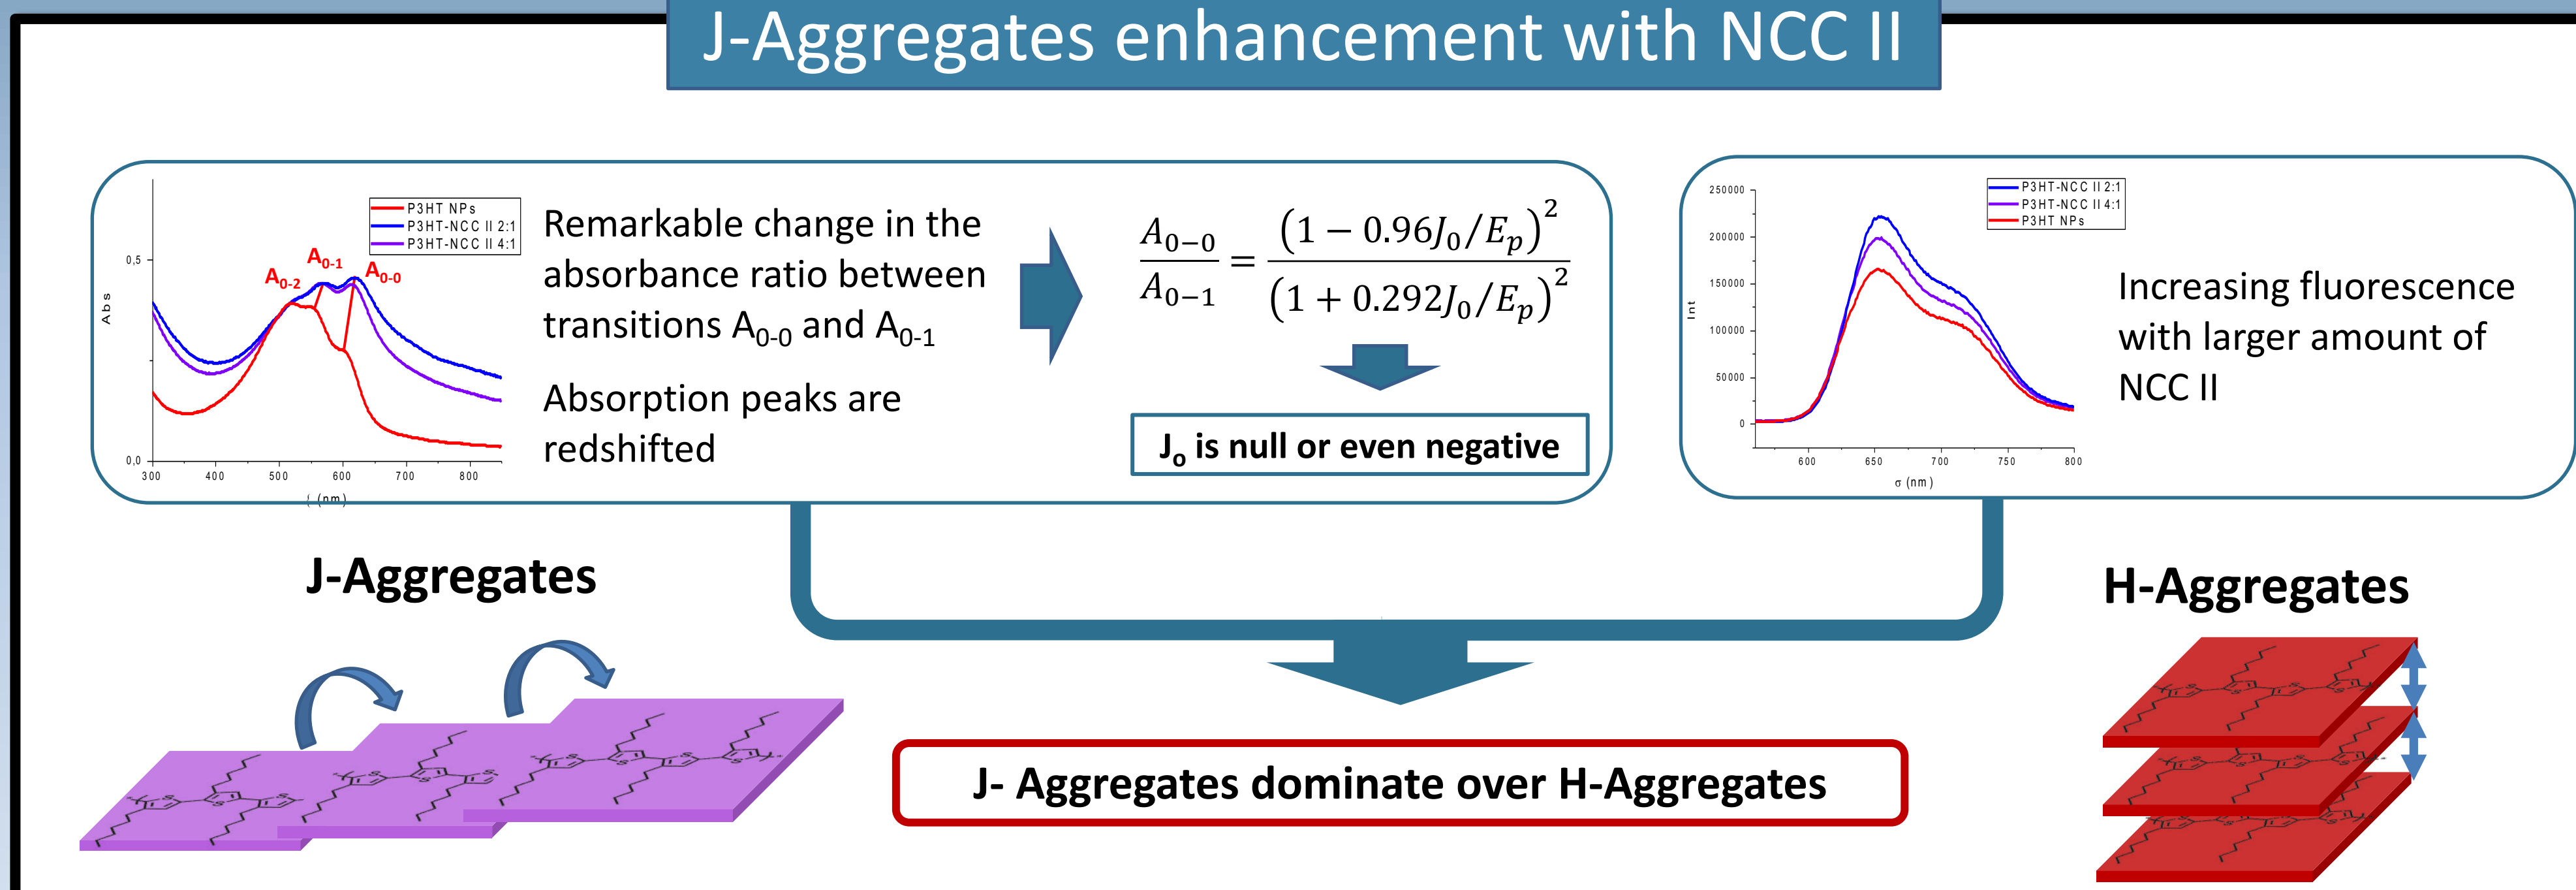 J-Aggregates enhancement with NCC II
Abs
0,5
0,0
300 400 500 600 700 800
(nm)
P3HT NPs
P3HT-NCC II 2:1
P3HT-NCC II 4:1
A0-2
A0-1
A0-0
Remarkable change in the
absorbance ratio between
transitions A0-0 and A0-1
Absorption peaks are
redshifted
A0−0/A0−1 = (1 − 0.96J0/Ep)²/(1 + 0.292J0/Ep)²
Jo is null or even negative
Int
250000
200000
150000
100000
50000
0
600 650 700 750 800
σ (nm)
P3HT-NCC II 2:1
P3HT-NCC II 4:1
P3HT NPs
Increasing fluorescence
with larger amount of
NCC II
J-Aggregates
H-Aggregates
J- Aggregates dominate over H-Aggregates